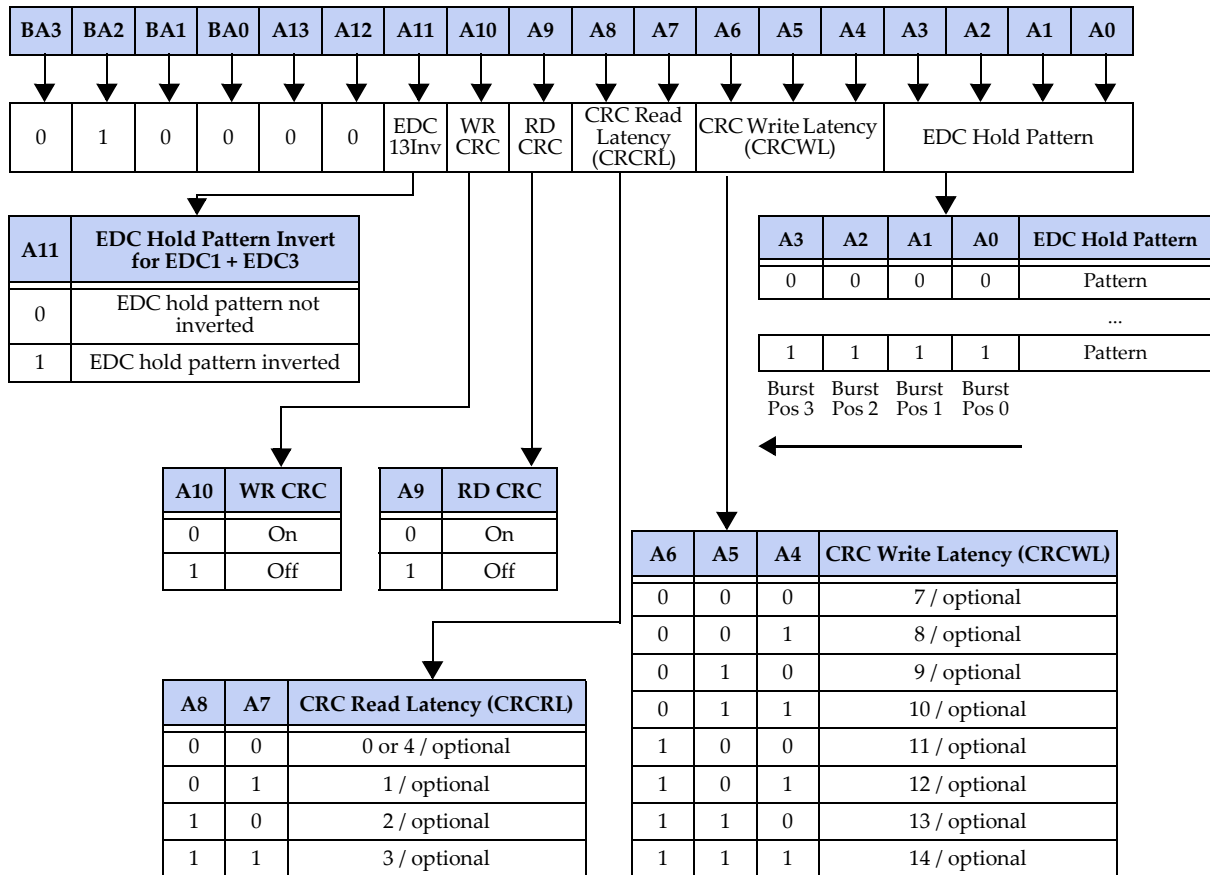 BA3 BA2 BA1 BA0 A13 A12 A11 A10 A9 A8 A7 A6 A5 A4 A3 A2 A1 A0
0 1 0 0 0 0
EDC
13Inv
WR
CRC
RD
CRC
CRC Read
Latency
(CRCRL)
CRC Write Latency
(CRCWL)
EDC Hold Pattern
A11
EDC Hold Pattern Invert
for EDC1 + EDC3
0
EDC hold pattern not
inverted
1 EDC hold pattern inverted
A3 A2 A1 A0 EDC Hold Pattern
0 0 0 0 Pattern
...
1 1 1 1 Pattern
Burst Burst Burst Burst
Pos 3 Pos 2 Pos 1 Pos 0
A10 WR CRC
0 On
1 Off
A9 RD CRC
0 On
1 Off
A8 A7 CRC Read Latency (CRCRL)
0 0 0 or 4 / optional
0 1 1 / optional
1 0 2 / optional
1 1 3 / optional
A6 A5 A4 CRC Write Latency (CRCWL)
0 0 0 7 / optional
0 0 1 8 / optional
0 1 0 9 / optional
0 1 1 10 / optional
1 0 0 11 / optional
1 0 1 12 / optional
1 1 0 13 / optional
1 1 1 14 / optional